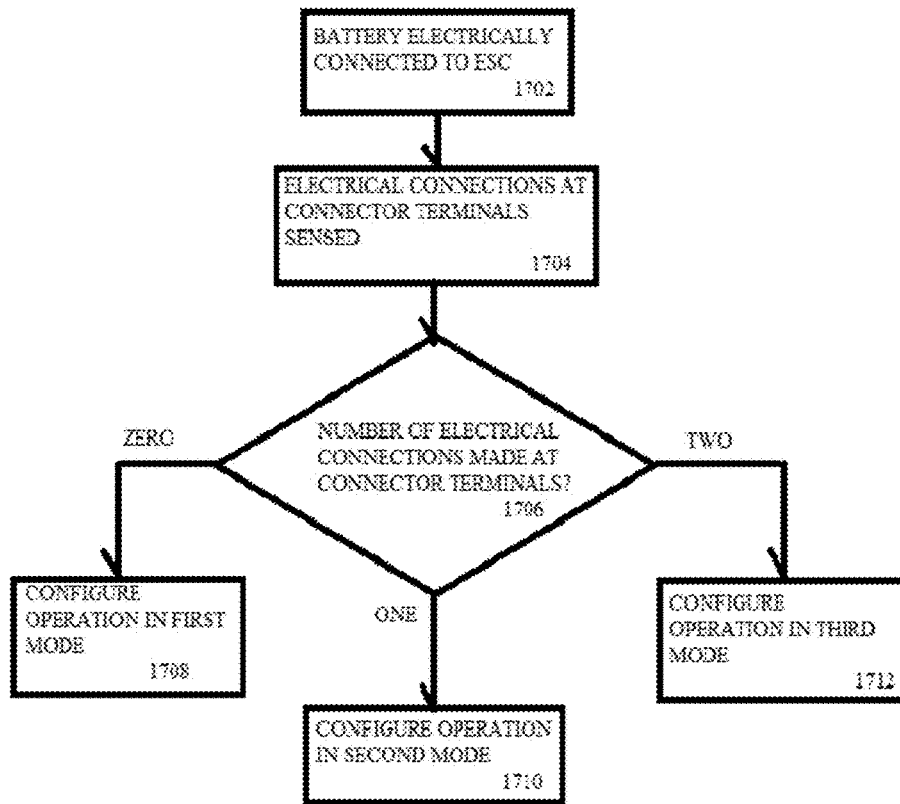 BATTERY ELECTRICALLY
CONNECTED TO ESC
1702
ELECTRICAL CONNECTIONS AT
CONNECTOR TERMINALS
SENSED
1704
NUMBER OF ELECTRICAL
CONNECTIONS MADE AT
CONNECTOR TERMINALS?
1706
ZERO
TWO
ONE
CONFIGURE
OPERATION IN FIRST
MODE
1708
CONFIGURE OPERATION
IN SECOND MODE
1710
CONFIGURE
OPERATION IN THIRD
MODE
1712